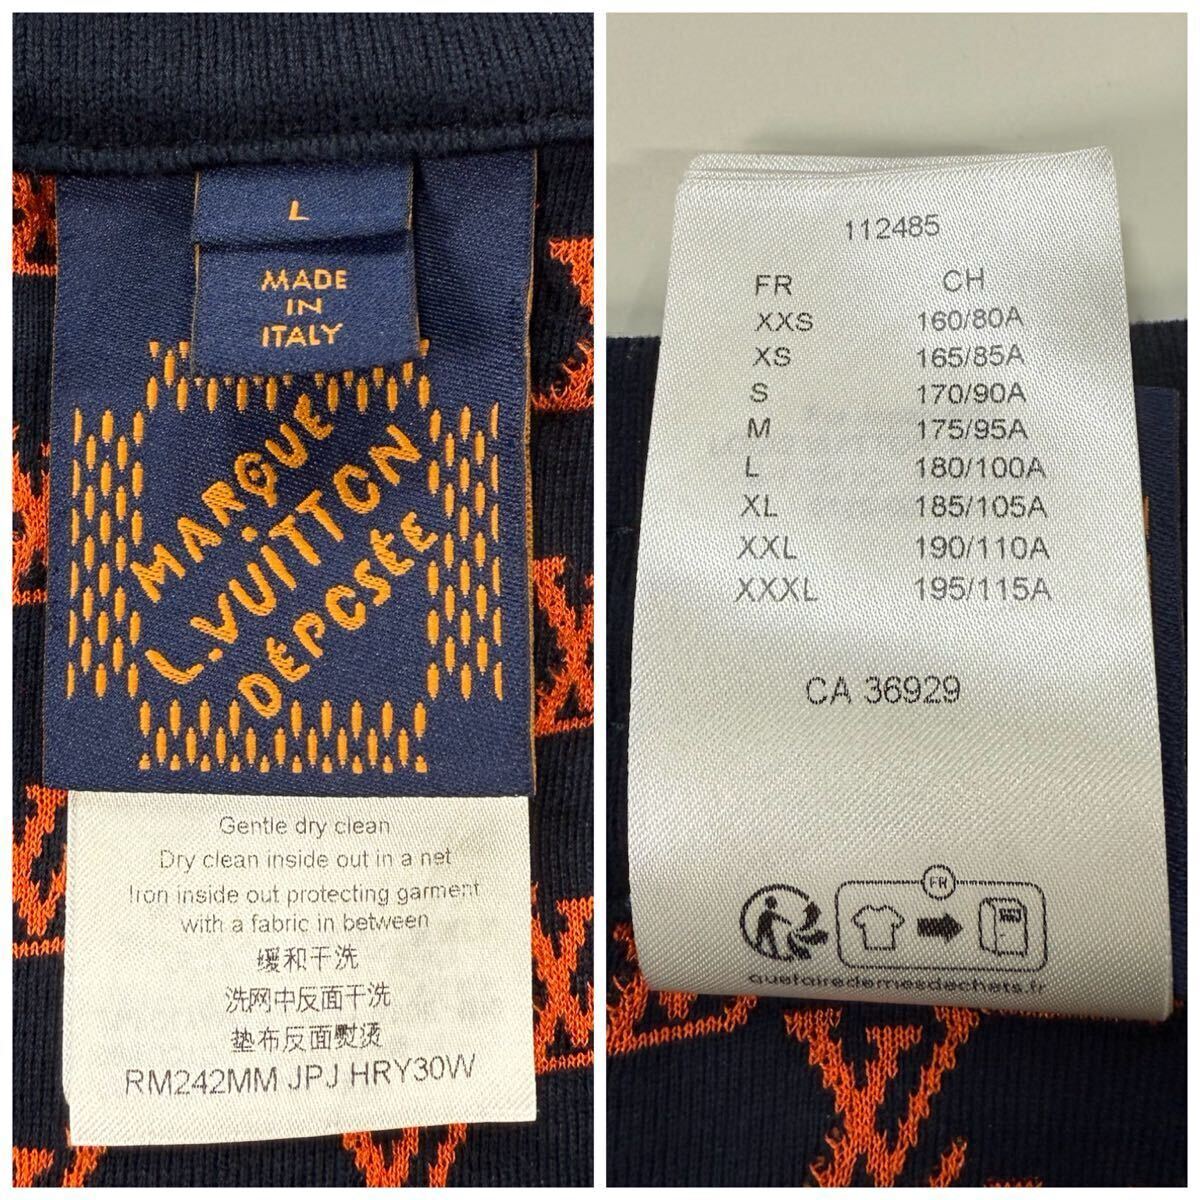 L
MADE
IN
ITALY
MARQUE
L.VUITTON
DÉPOSÉE
Gentle dry clean
Dry clean inside out in a net
Iron inside out protecting garment
with a fabric in between
缓和干洗
洗网中反面干洗
垫布反面熨烫
RM242MM JPJ HRY30W
112485
FR CH
XXS 160/80A
XS 165/85A
S 170/90A
M 175/95A
L 180/100A
XL 185/105A
XXL 190/110A
XXXL 195/115A
CA 36929
FR
quefairedemesdechets.fr